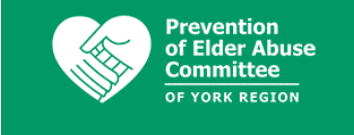 Prevention
of Elder Abuse
Committee
OF YORK REGION